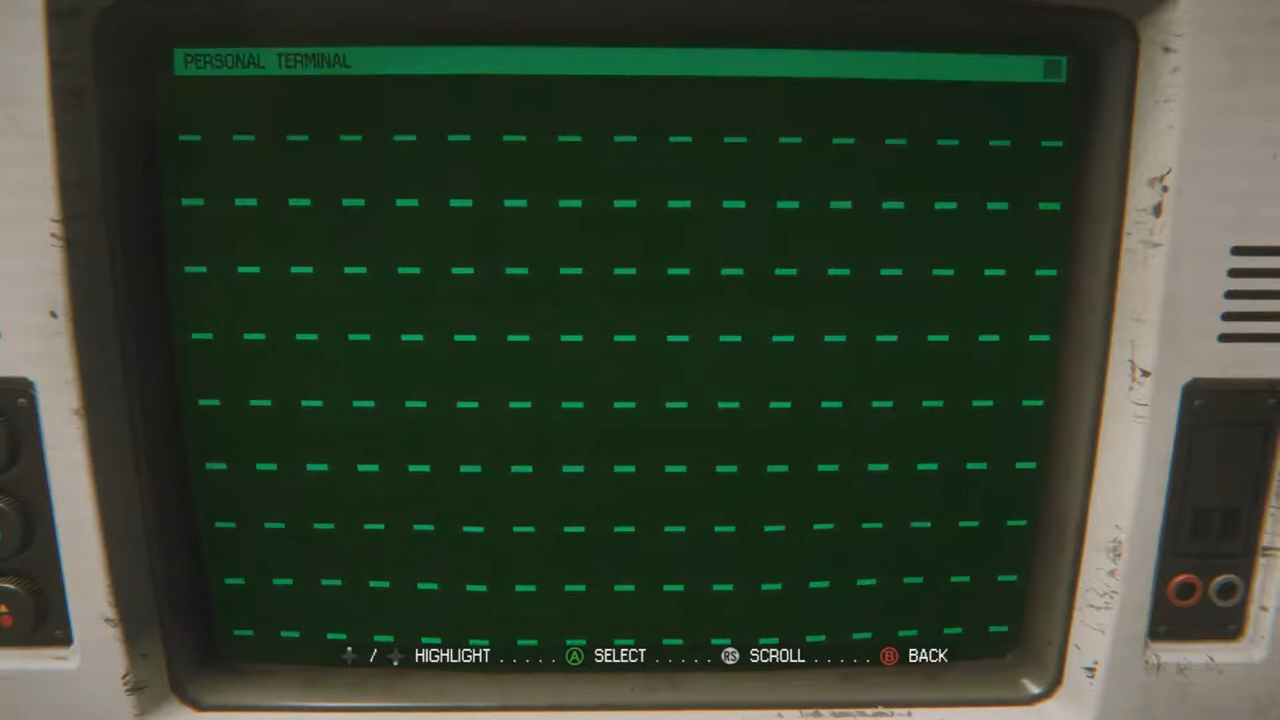 PERSONAL TERMINAL
/ HIGHLIGHT ..... A SELECT ..... RS SCROLL ..... B BACK